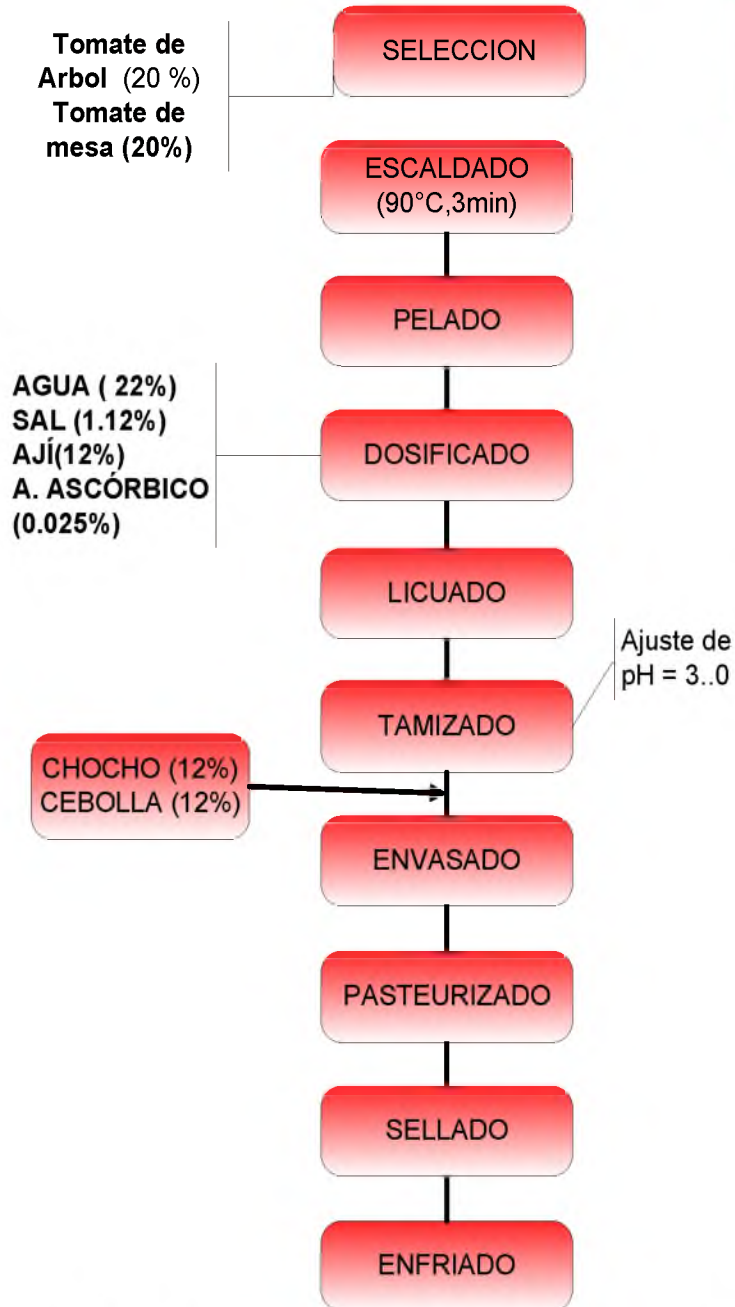 Tomate de
Arbol (20 %)
Tomate de
mesa (20%)
SELECCION
ESCALDADO
(90°C,3min)
PELADO
AGUA ( 22%)
SAL (1.12%)
AJÍ(12%)
A. ASCÓRBICO
(0.025%)
DOSIFICADO
LICUADO
Ajuste de
pH = 3..0
TAMIZADO
CHOCHO (12%)
CEBOLLA (12%)
ENVASADO
PASTEURIZADO
SELLADO
ENFRIADO